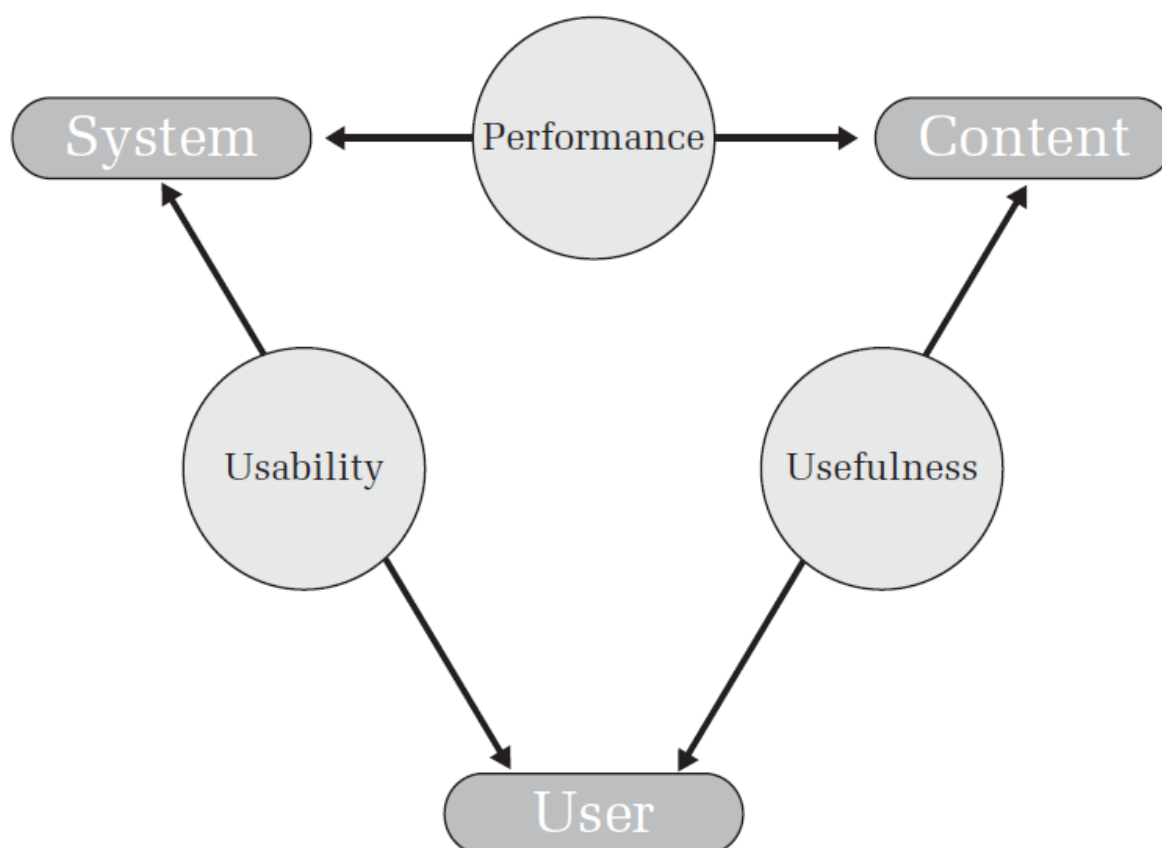 System
Performance
Content
Usability
Usefulness
User